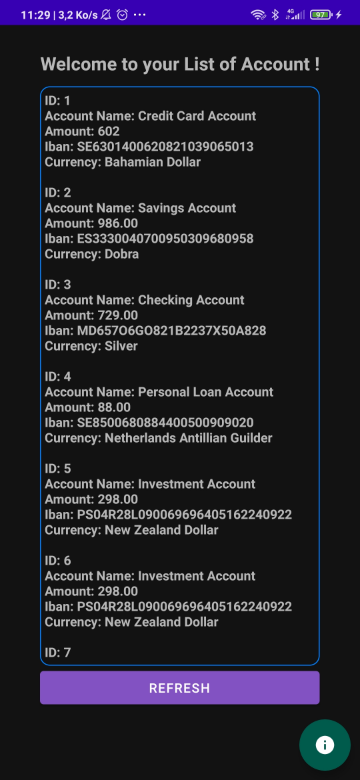 11:29 | 3,2 Ko/s
4G
97
Welcome to your List of Account !
ID: 1
Account Name: Credit Card Account
Amount: 602
Iban: SE6301400620821039065013
Currency: Bahamian Dollar
ID: 2
Account Name: Savings Account
Amount: 986.00
Iban: ES3330040700950309680958
Currency: Dobra
ID: 3
Account Name: Checking Account
Amount: 729.00
Iban: MD657O6GO821B2237X50A828
Currency: Silver
ID: 4
Account Name: Personal Loan Account
Amount: 88.00
Iban: SE8500680884400500909020
Currency: Netherlands Antillian Guilder
ID: 5
Account Name: Investment Account
Amount: 298.00
Iban: PS04R28L090069696405162240922
Currency: New Zealand Dollar
ID: 6
Account Name: Investment Account
Amount: 298.00
Iban: PS04R28L090069696405162240922
Currency: New Zealand Dollar
ID: 7
REFRESH